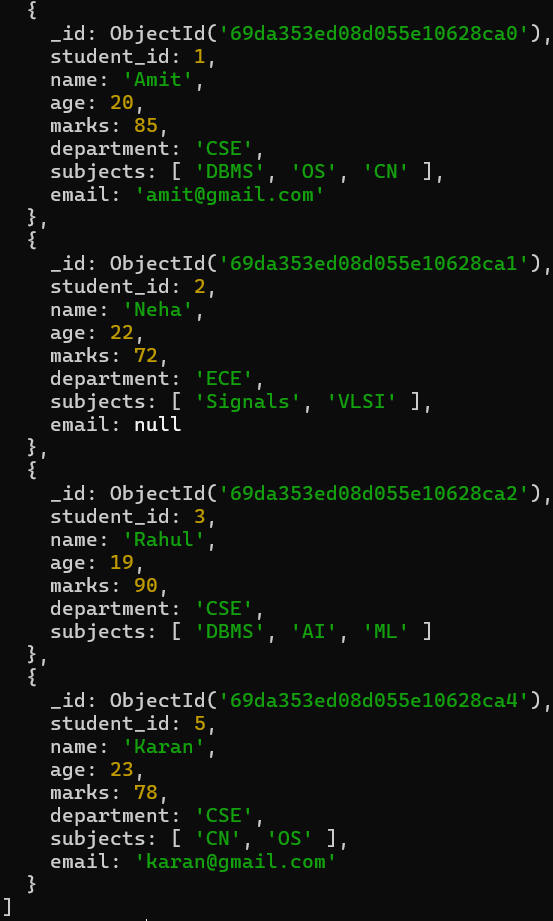 {
_id: ObjectId('69da353ed08d055e10628ca0'),
student_id: 1,
name: 'Amit',
age: 20,
marks: 85,
department: 'CSE',
subjects: [ 'DBMS', 'OS', 'CN' ],
email: 'amit@gmail.com'
},
{
_id: ObjectId('69da353ed08d055e10628ca1'),
student_id: 2,
name: 'Neha',
age: 22,
marks: 72,
department: 'ECE',
subjects: [ 'Signals', 'VLSI' ],
email: null
},
{
_id: ObjectId('69da353ed08d055e10628ca2'),
student_id: 3,
name: 'Rahul',
age: 19,
marks: 90,
department: 'CSE',
subjects: [ 'DBMS', 'AI', 'ML' ]
},
{
_id: ObjectId('69da353ed08d055e10628ca4'),
student_id: 5,
name: 'Karan',
age: 23,
marks: 78,
department: 'CSE',
subjects: [ 'CN', 'OS' ],
email: 'karan@gmail.com'
}
]